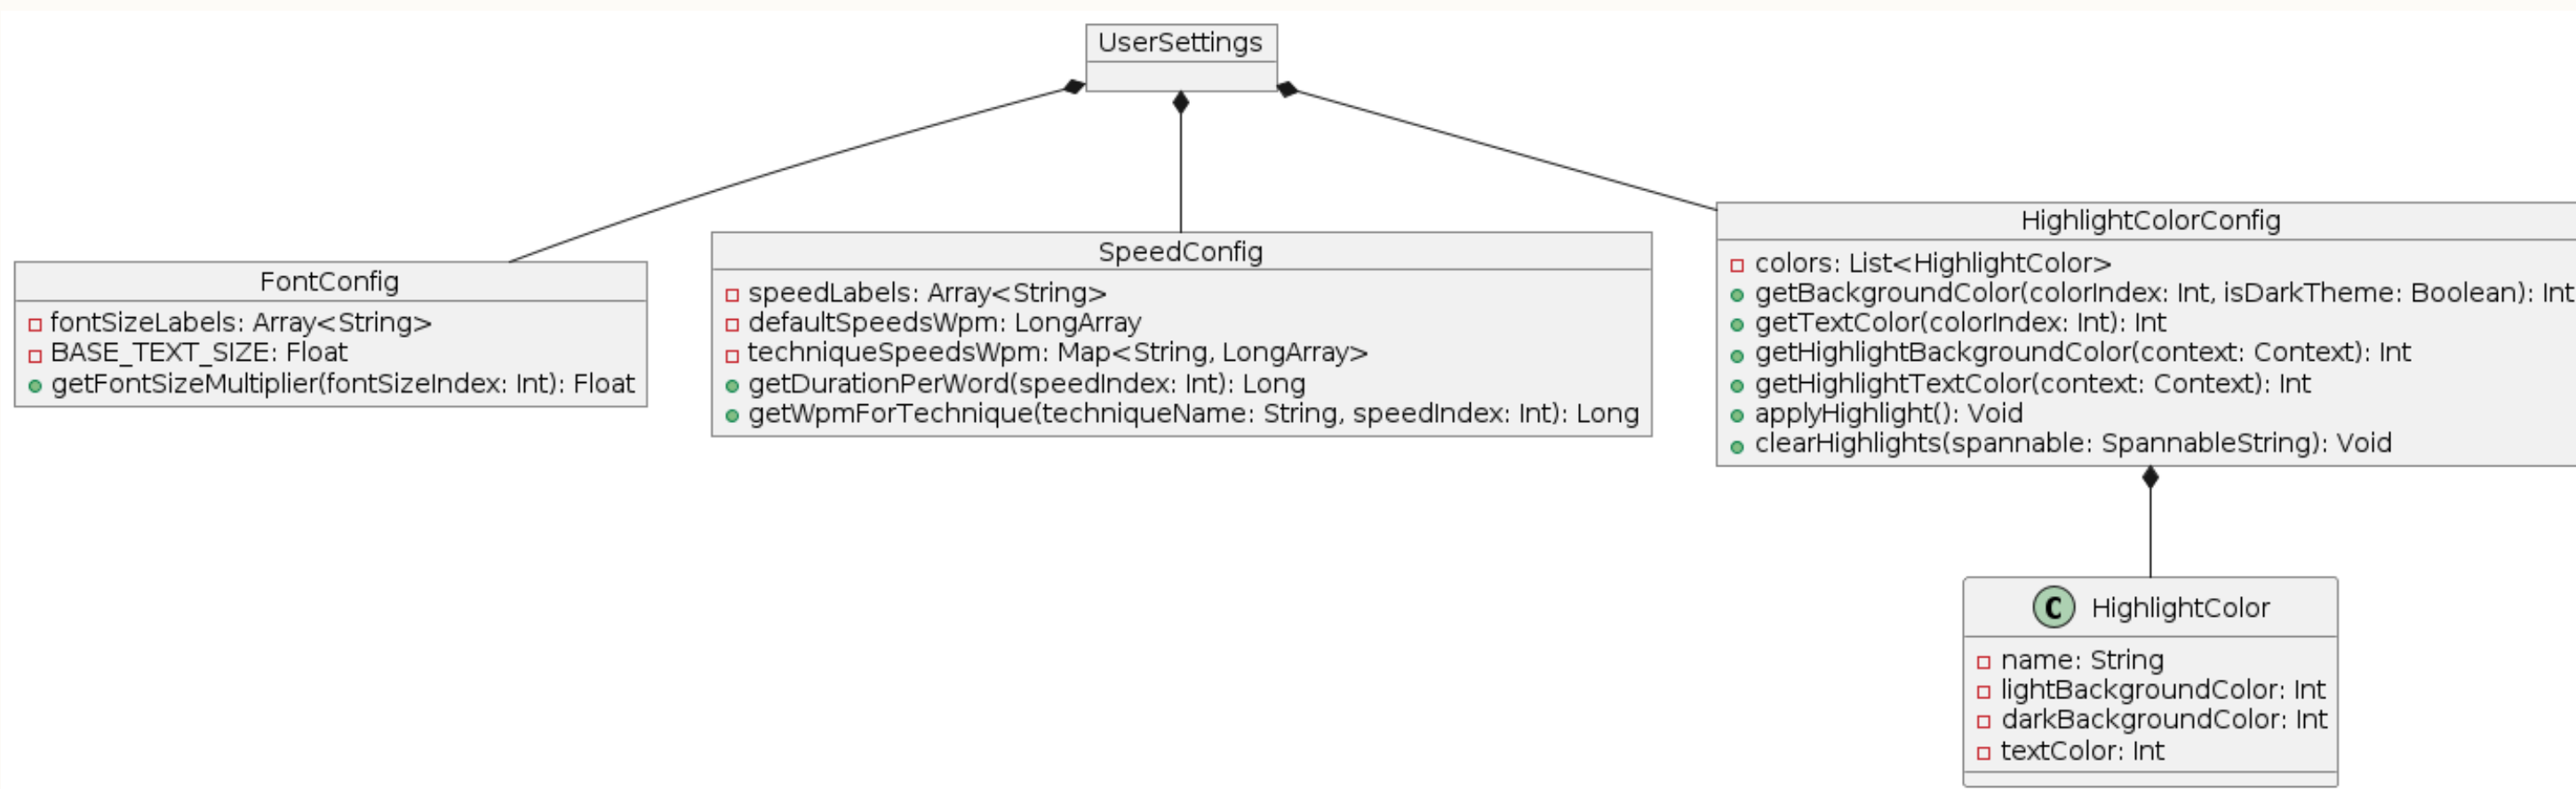 UserSettings
FontConfig
fontSizeLabels: Array<String>
BASE_TEXT_SIZE: Float
getFontSizeMultiplier(fontSizeIndex: Int): Float
SpeedConfig
speedLabels: Array<String>
defaultSpeedsWpm: LongArray
techniqueSpeedsWpm: Map<String, LongArray>
getDurationPerWord(speedIndex: Int): Long
getWpmForTechnique(techniqueName: String, speedIndex: Int): Long
HighlightColorConfig
colors: List<HighlightColor>
getBackgroundColor(colorIndex: Int, isDarkTheme: Boolean): Int
getTextColor(colorIndex: Int): Int
getHighlightBackgroundColor(context: Context): Int
getHighlightTextColor(context: Context): Int
applyHighlight(): Void
clearHighlights(spannable: SpannableString): Void
C HighlightColor
name: String
lightBackgroundColor: Int
darkBackgroundColor: Int
textColor: Int